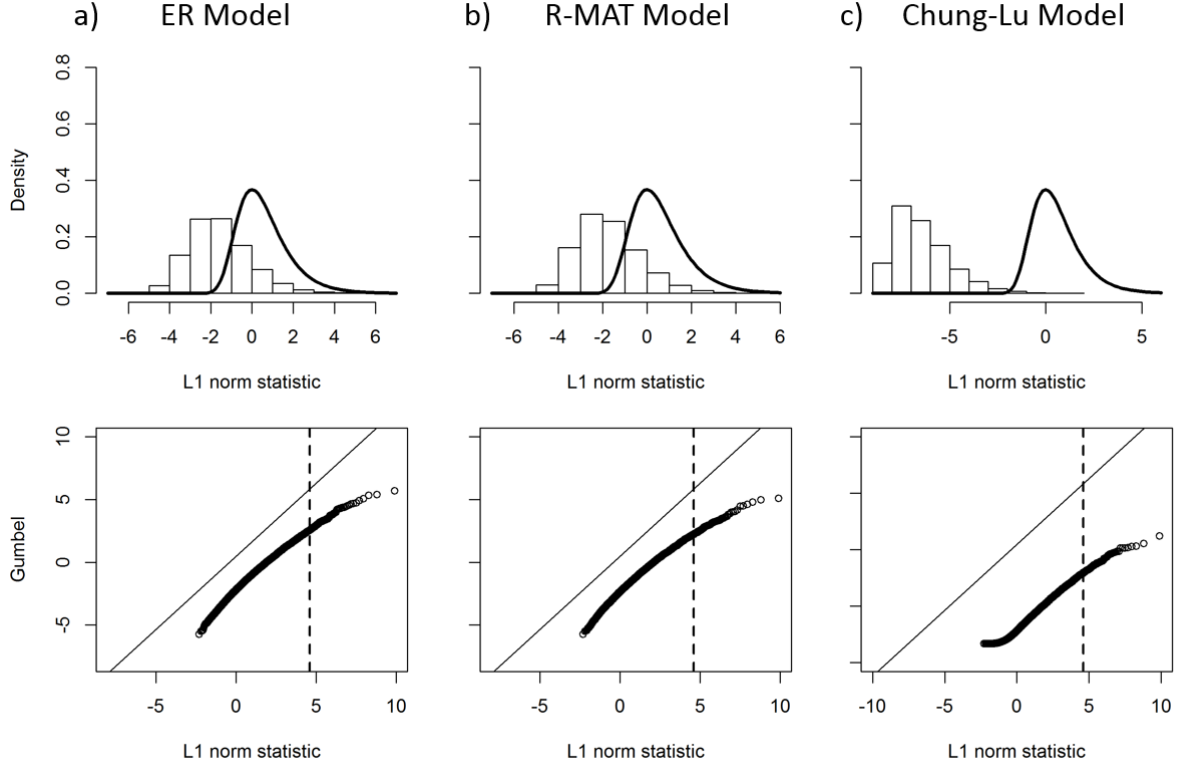 a) ER Model b) R-MAT Model c) Chung-Lu Model
Density
0.0 0.2 0.4 0.6 0.8
-6 -4 -2 0 2 4 6
L1 norm statistic
-6 -4 -2 0 2 4 6
L1 norm statistic
-5 0 5
L1 norm statistic
Gumbel
-5 0 5 10
-5 0 5 10
L1 norm statistic
-5 0 5 10
L1 norm statistic
-10 -5 0 5 10
L1 norm statistic